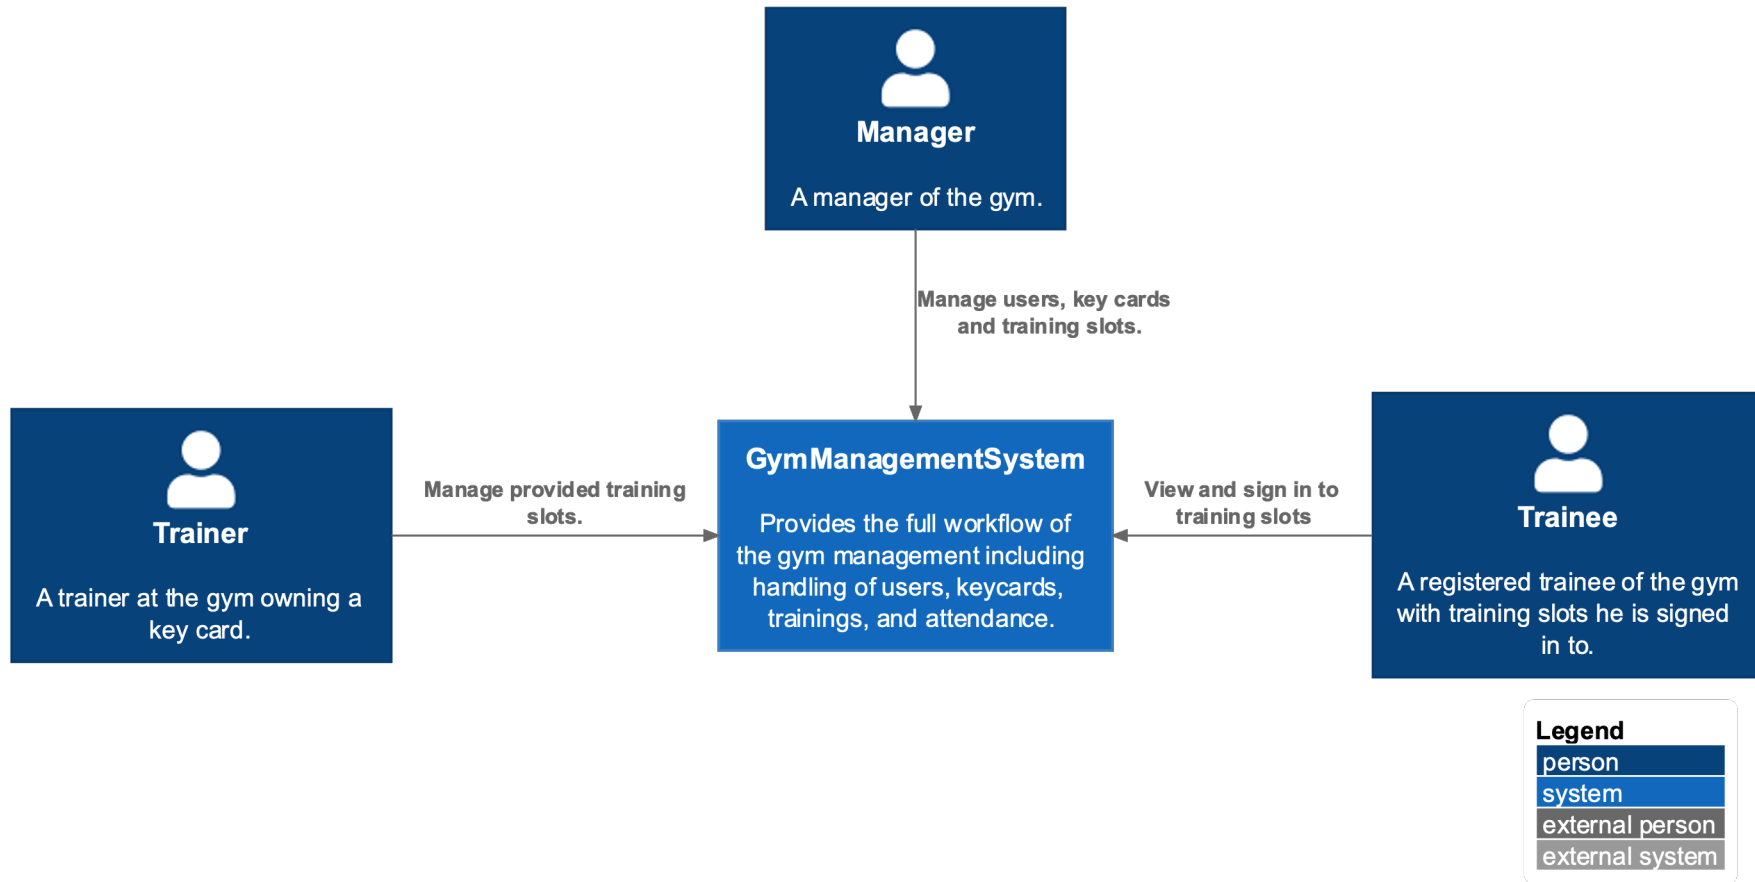 Manager
A manager of the gym.
Manage users, key cards
and training slots.
Trainer
A trainer at the gym owning a
key card.
Manage provided training
slots.
GymManagementSystem
Provides the full workflow of
the gym management including
handling of users, keycards,
trainings, and attendance.
View and sign in to
training slots
Trainee
A registered trainee of the gym
with training slots he is signed
in to.
Legend
person
system
external person
external system